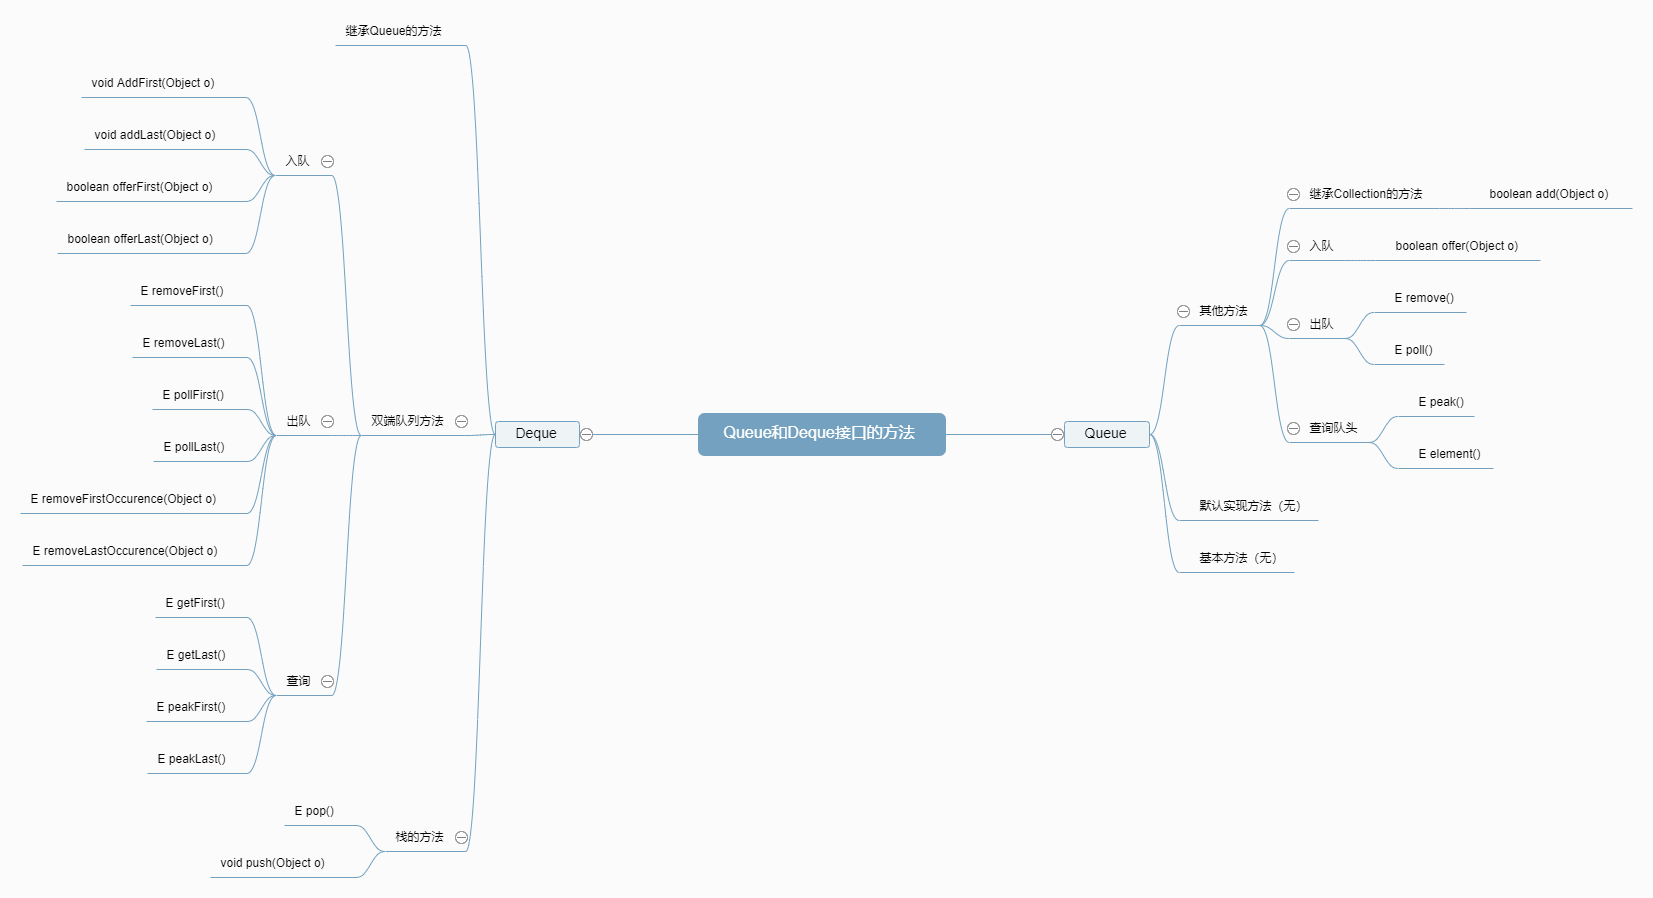 Queue和Deque接口的方法
Deque
继承Queue的方法
双端队列方法
入队
void AddFirst(Object o)
void addLast(Object o)
boolean offerFirst(Object o)
boolean offerLast(Object o)
出队
E removeFirst()
E removeLast()
E pollFirst()
E pollLast()
E removeFirstOccurence(Object o)
E removeLastOccurence(Object o)
查询
E getFirst()
E getLast()
E peakFirst()
E peakLast()
栈的方法
E pop()
void push(Object o)
Queue
其他方法
继承Collection的方法
boolean add(Object o)
入队
boolean offer(Object o)
出队
E remove()
E poll()
查询队头
E peak()
E element()
默认实现方法（无）
基本方法（无）